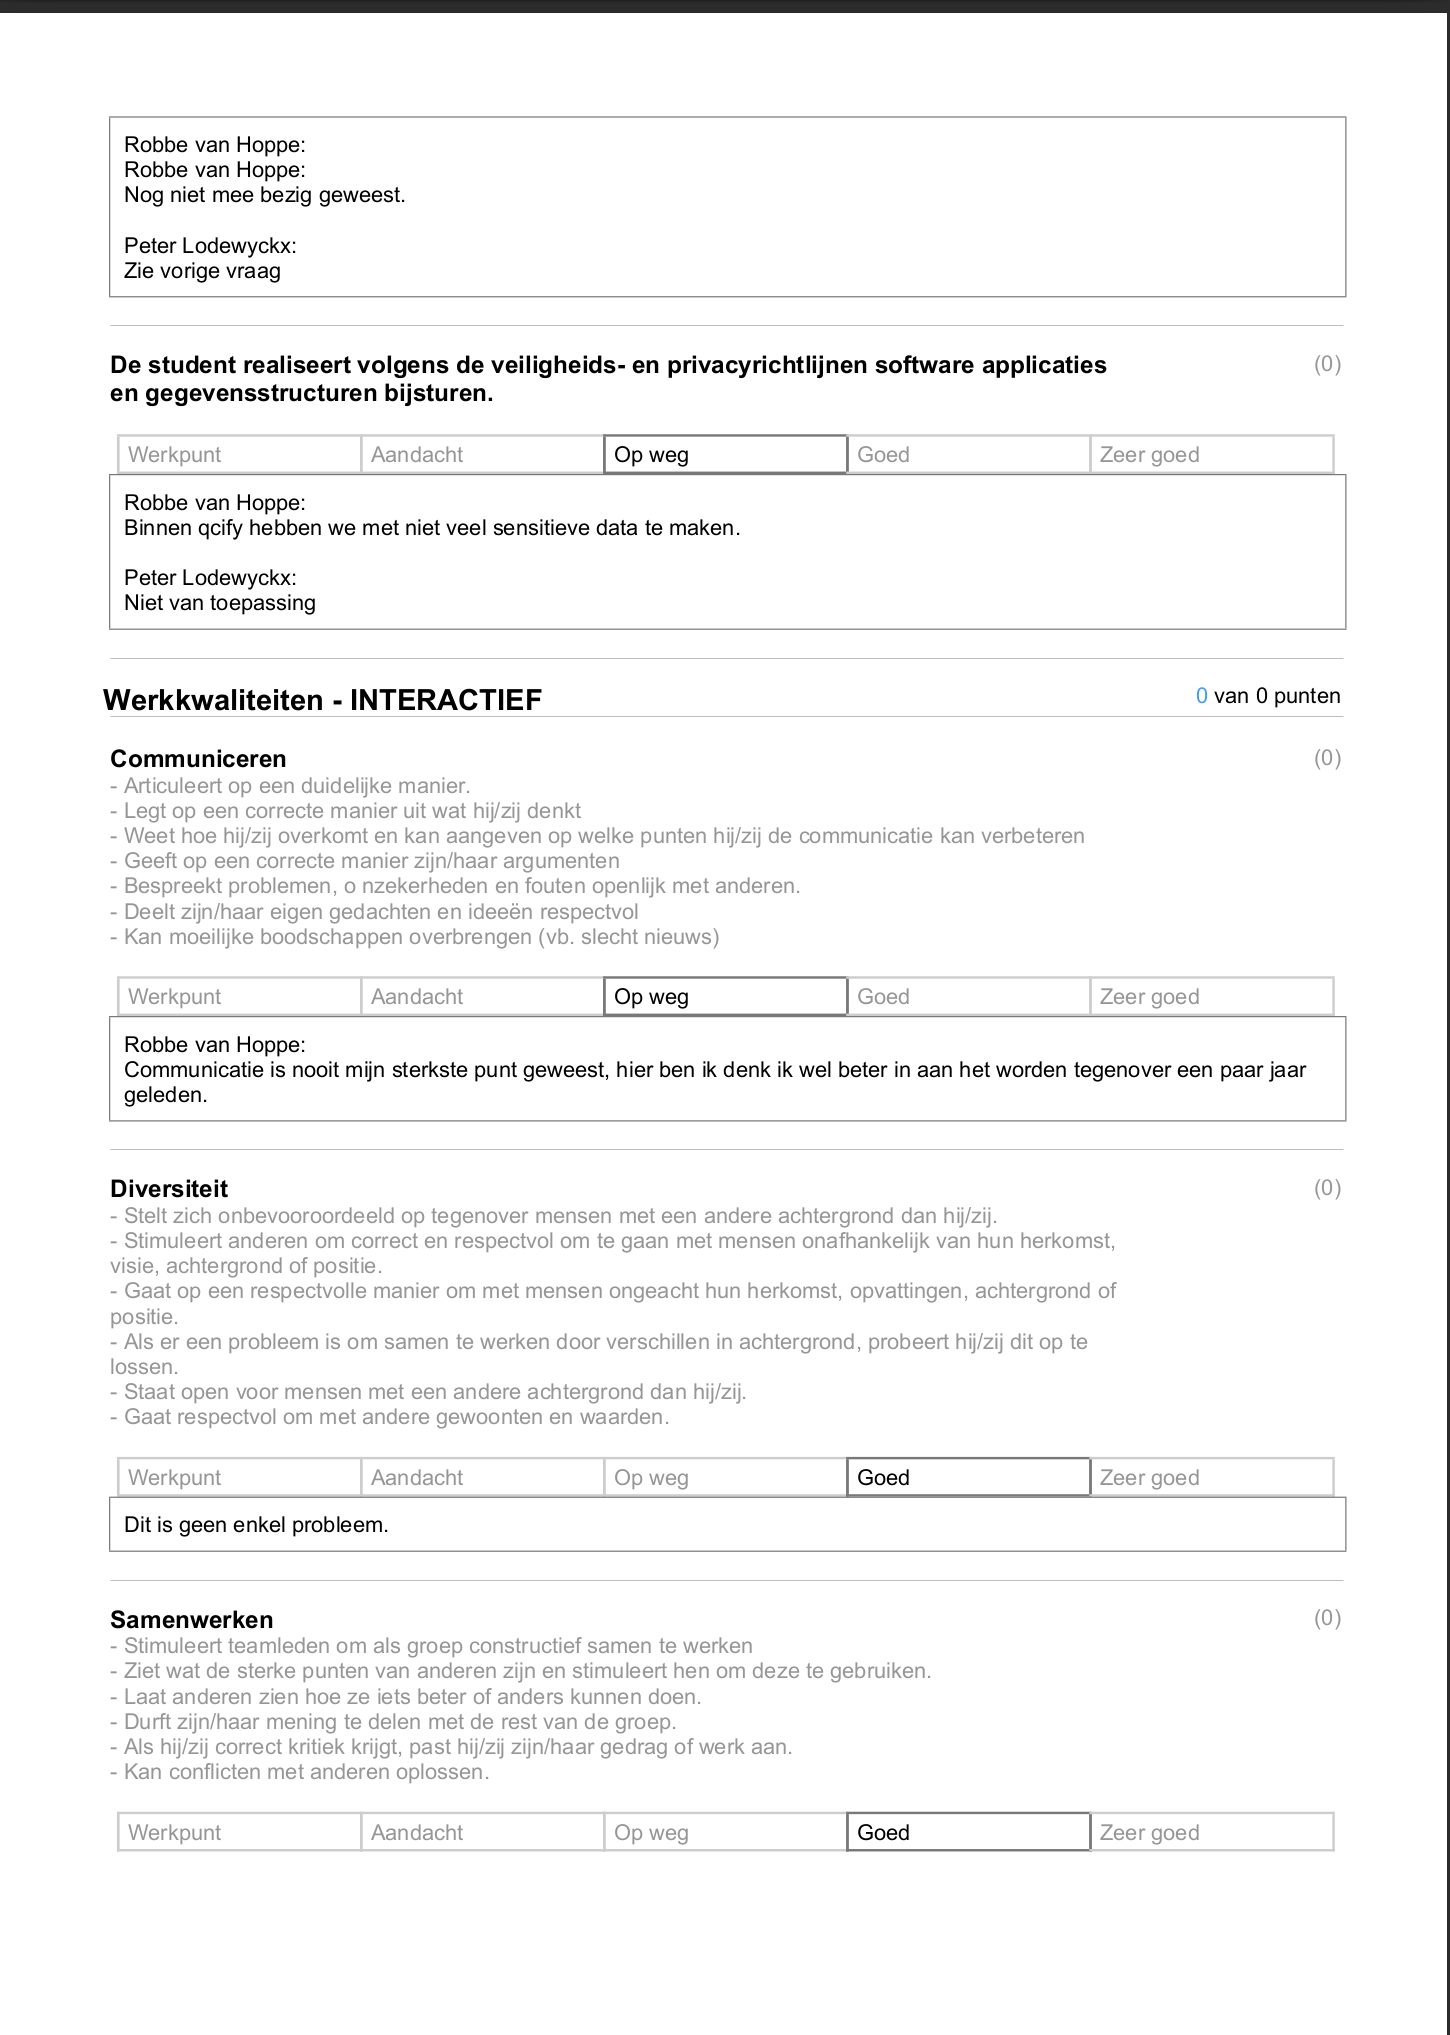 Robbe van Hoppe:
Robbe van Hoppe:
Nog niet mee bezig geweest.
Peter Lodewyckx:
Zie vorige vraag
De student realiseert volgens de veiligheids- en privacyrichtlijnen software applicaties (0)
en gegevensstructuren bijsturen.
Werkpunt Aandacht Op weg Goed Zeer goed
Robbe van Hoppe:
Binnen qcify hebben we met niet veel sensitieve data te maken.
Peter Lodewyckx:
Niet van toepassing
Werkkwaliteiten - INTERACTIEF 0 van 0 punten
Communiceren (0)
- Articuleert op een duidelijke manier.
- Legt op een correcte manier uit wat hij/zij denkt
- Weet hoe hij/zij overkomt en kan aangeven op welke punten hij/zij de communicatie kan verbeteren
- Geeft op een correcte manier zijn/haar argumenten
- Bespreekt problemen, o nzekerheden en fouten openlijk met anderen.
- Deelt zijn/haar eigen gedachten en ideeën respectvol
- Kan moeilijke boodschappen overbrengen (vb. slecht nieuws)
Werkpunt Aandacht Op weg Goed Zeer goed
Robbe van Hoppe:
Communicatie is nooit mijn sterkste punt geweest, hier ben ik denk ik wel beter in aan het worden tegenover een paar jaar
geleden.
Diversiteit (0)
- Stelt zich onbevooroordeeld op tegenover mensen met een andere achtergrond dan hij/zij.
- Stimuleert anderen om correct en respectvol om te gaan met mensen onafhankelijk van hun herkomst,
visie, achtergrond of positie.
- Gaat op een respectvolle manier om met mensen ongeacht hun herkomst, opvattingen, achtergrond of
positie.
- Als er een probleem is om samen te werken door verschillen in achtergrond, probeert hij/zij dit op te
lossen.
- Staat open voor mensen met een andere achtergrond dan hij/zij.
- Gaat respectvol om met andere gewoonten en waarden.
Werkpunt Aandacht Op weg Goed Zeer goed
Dit is geen enkel probleem.
Samenwerken (0)
- Stimuleert teamleden om als groep constructief samen te werken
- Ziet wat de sterke punten van anderen zijn en stimuleert hen om deze te gebruiken.
- Laat anderen zien hoe ze iets beter of anders kunnen doen.
- Durft zijn/haar mening te delen met de rest van de groep.
- Als hij/zij correct kritiek krijgt, past hij/zij zijn/haar gedrag of werk aan.
- Kan conflicten met anderen oplossen.
Werkpunt Aandacht Op weg Goed Zeer goed